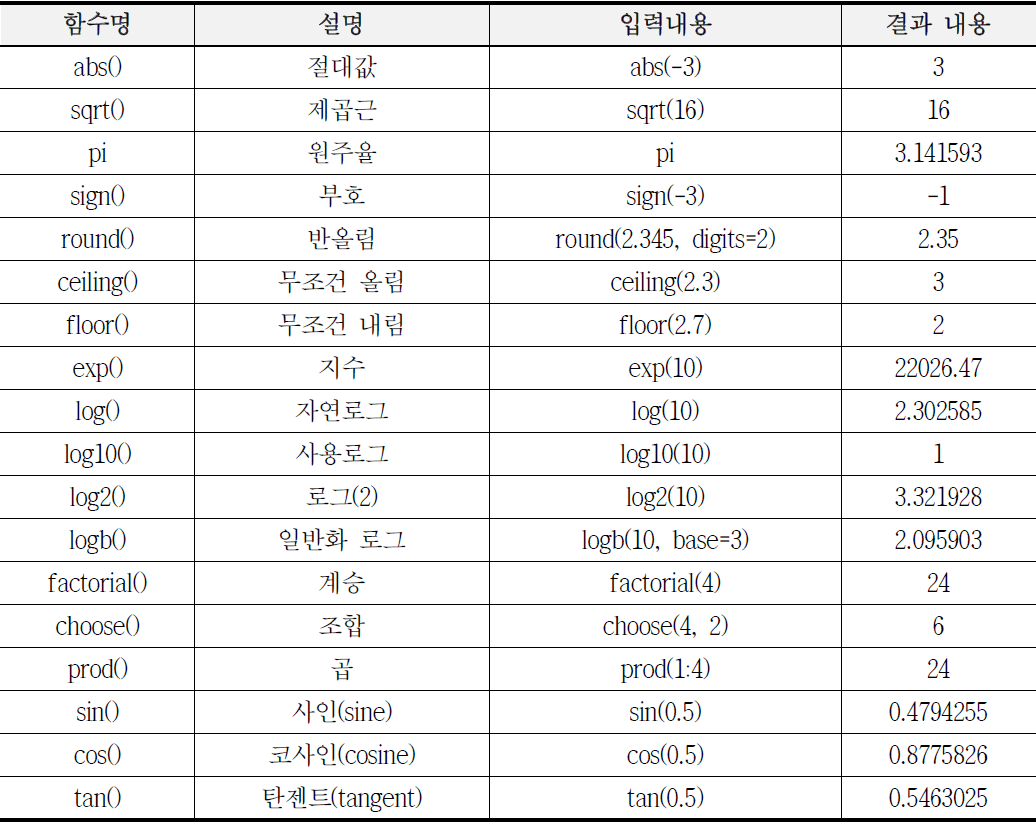 함수명 설명 입력내용 결과 내용
abs() 절대값 abs(-3) 3
sqrt() 제곱근 sqrt(16) 16
pi 원주율 pi 3.141593
sign() 부호 sign(-3) -1
round() 반올림 round(2.345, digits=2) 2.35
ceiling() 무조건 올림 ceiling(2.3) 3
floor() 무조건 내림 floor(2.7) 2
exp() 지수 exp(10) 22026.47
log() 자연로그 log(10) 2.302585
log10() 사용로그 log10(10) 1
log2() 로그(2) log2(10) 3.321928
logb() 일반화 로그 logb(10, base=3) 2.095903
factorial() 계승 factorial(4) 24
choose() 조합 choose(4, 2) 6
prod() 곱 prod(1:4) 24
sin() 사인(sine) sin(0.5) 0.4794255
cos() 코사인(cosine) cos(0.5) 0.8775826
tan() 탄젠트(tangent) tan(0.5) 0.5463025